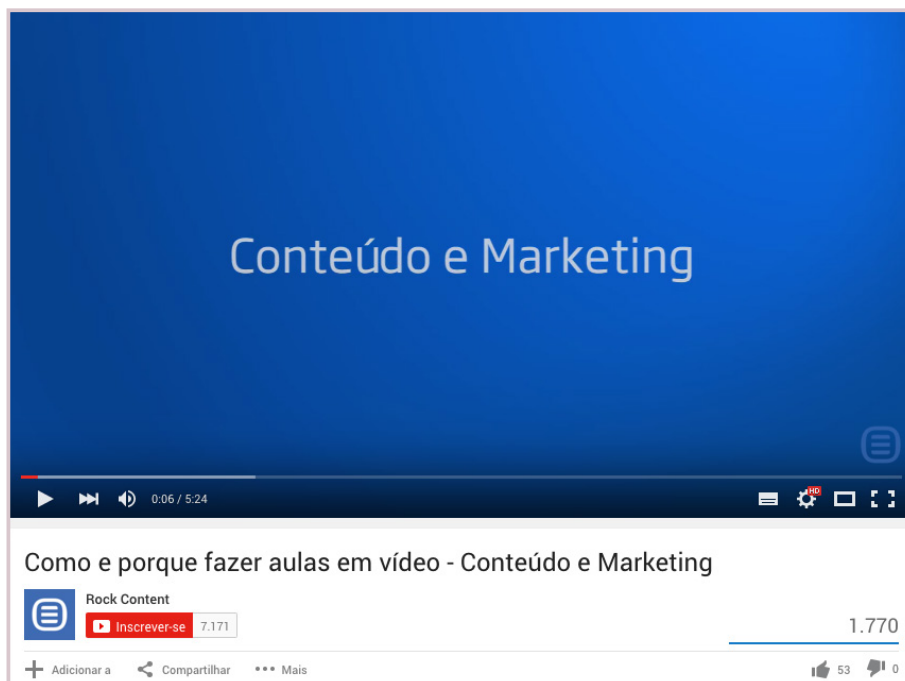 Conteúdo e Marketing
0:06 / 5:24
HD
Como e porque fazer aulas em vídeo - Conteúdo e Marketing
Rock Content
Inscrever-se 7.171
1.770
Adicionar a Compartilhar Mais 53 0